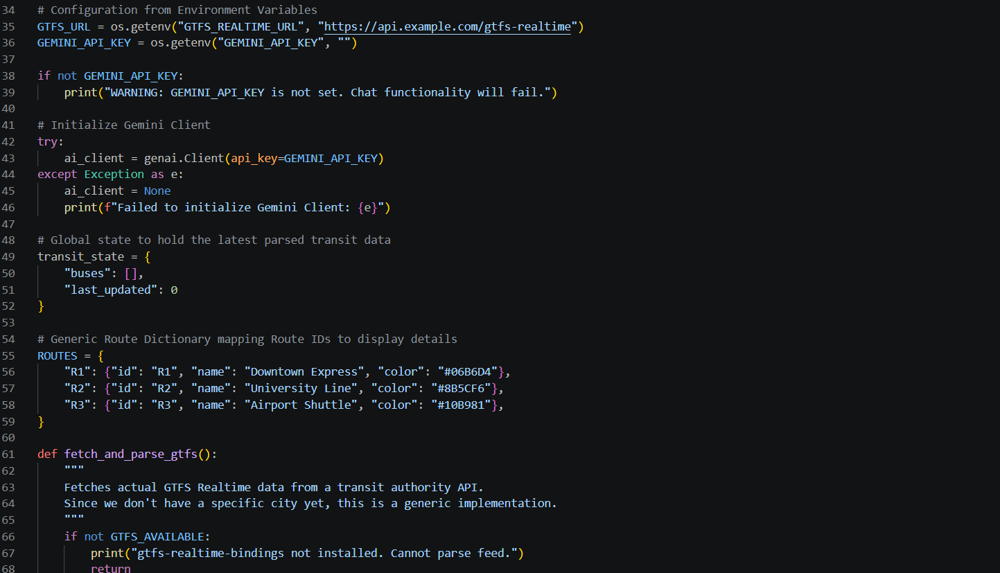 34 # Configuration from Environment Variables
35 GTFS_URL = os.getenv("GTFS_REALTIME_URL", "https://api.example.com/gtfs-realtime")
36 GEMINI_API_KEY = os.getenv("GEMINI_API_KEY", "")
37
38 if not GEMINI_API_KEY:
39     print("WARNING: GEMINI_API_KEY is not set. Chat functionality will fail.")
40
41 # Initialize Gemini Client
42 try:
43     ai_client = genai.Client(api_key=GEMINI_API_KEY)
44 except Exception as e:
45     ai_client = None
46     print(f"Failed to initialize Gemini Client: {e}")
47
48 # Global state to hold the latest parsed transit data
49 transit_state = {
50     "buses": [],
51     "last_updated": 0
52 }
53
54 # Generic Route Dictionary mapping Route IDs to display details
55 ROUTES = {
56     "R1": {"id": "R1", "name": "Downtown Express", "color": "#06B6D4"},
57     "R2": {"id": "R2", "name": "University Line", "color": "#8B5CF6"},
58     "R3": {"id": "R3", "name": "Airport Shuttle", "color": "#10B981"},
59 }
60
61 def fetch_and_parse_gtfs():
62     """
63     Fetches actual GTFS Realtime data from a transit authority API.
64     Since we don't have a specific city yet, this is a generic implementation.
65     """
66     if not GTFS_AVAILABLE:
67         print("gtfs-realtime-bindings not installed. Cannot parse feed.")
68         return